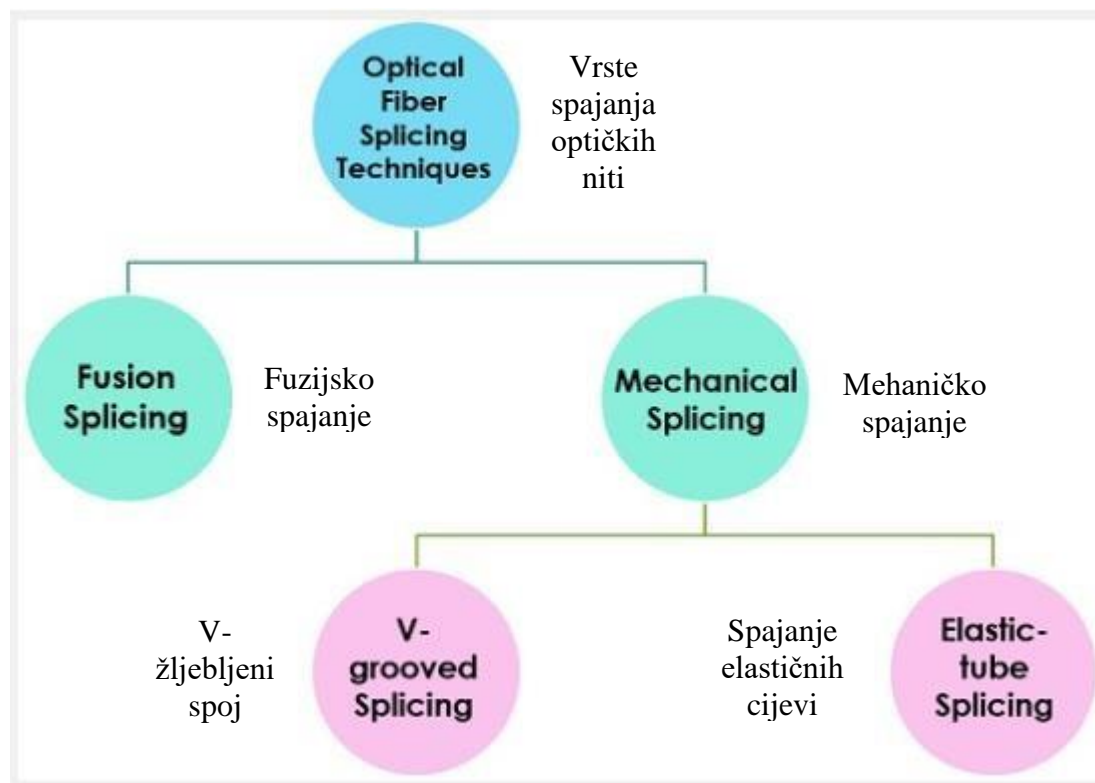 Optical
Fiber
Splicing
Techniques
Vrste
spajanja
optičkih
niti
Fusion
Splicing
Fuzijsko
spajanje
Mechanical
Splicing
Mehaničko
spajanje
V-
žljebljeni
spoj
V-
grooved
Splicing
Spajanje
elastičnih
cijevi
Elastic-
tube
Splicing